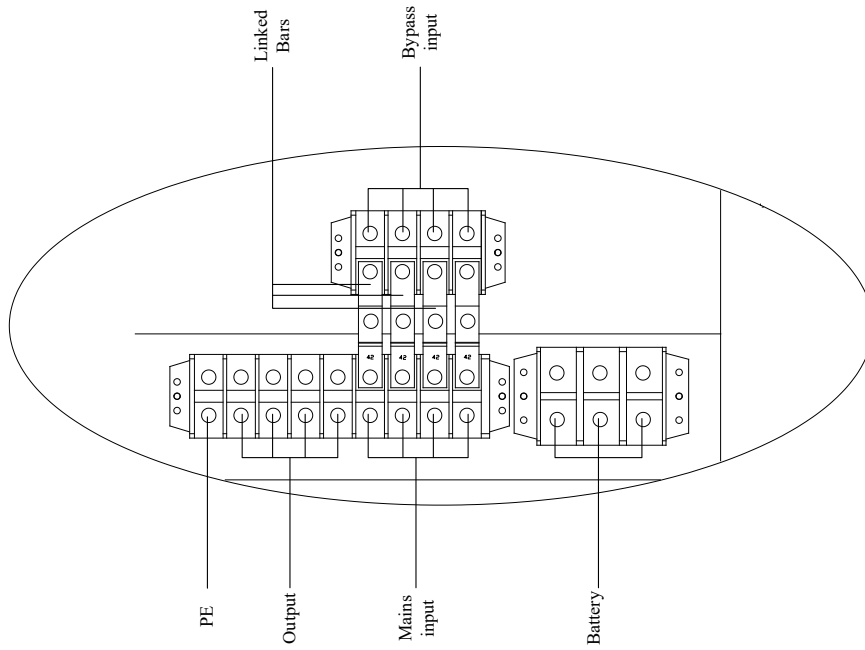 Linked
Bars
Bypass
input
42 42 42 42
PE
Output
Mains
input
Battery